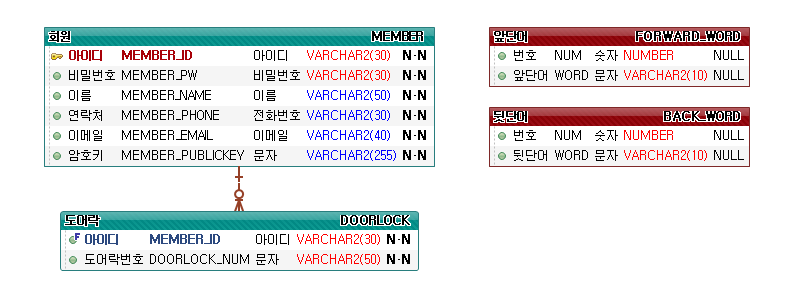 회원 MEMBER
아이디 MEMBER_ID 아이디 VARCHAR2(30) N·N
비밀번호 MEMBER_PW 비밀번호 VARCHAR2(30) N·N
이름 MEMBER_NAME 이름 VARCHAR2(50) N·N
연락처 MEMBER_PHONE 전화번호 VARCHAR2(30) N·N
이메일 MEMBER_EMAIL 이메일 VARCHAR2(40) N·N
암호키 MEMBER_PUBLICKEY 문자 VARCHAR2(255) N·N
도어락 DOORLOCK
F 아이디 MEMBER_ID 아이디 VARCHAR2(30) N·N
도어락번호 DOORLOCK_NUM 문자 VARCHAR2(50) N·N
앞단어 FORWARD_WORD
번호 NUM 숫자 NUMBER NULL
앞단어 WORD 문자 VARCHAR2(10) NULL
뒷단어 BACK_WORD
번호 NUM 숫자 NUMBER NULL
뒷단어 WORD 문자 VARCHAR2(10) NULL